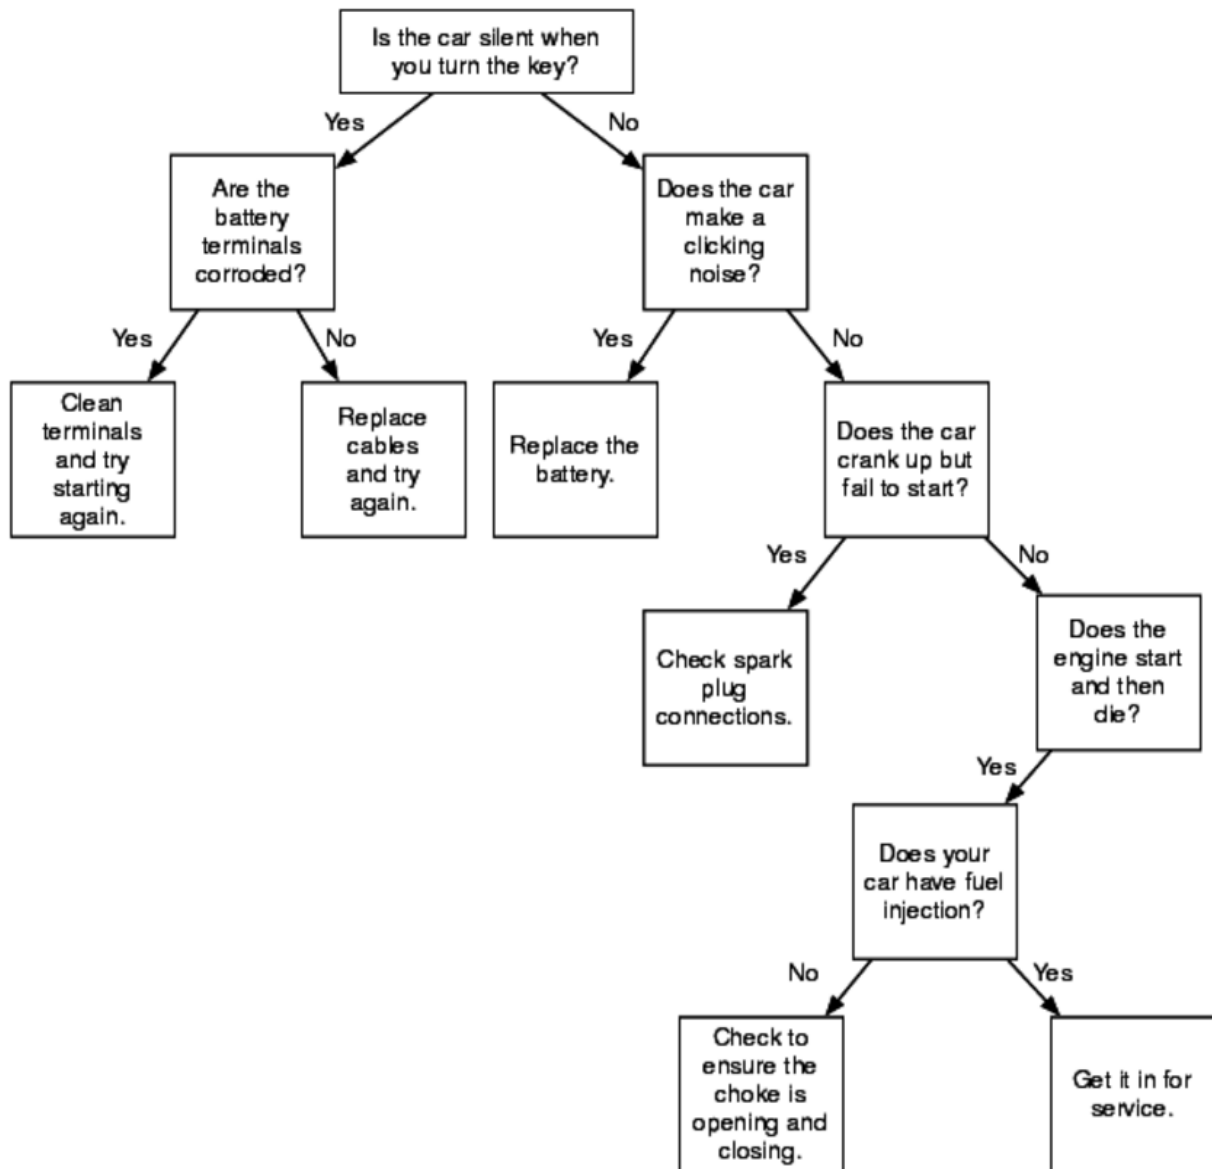 Is the car silent when
you turn the key?
Yes
No
Are the
battery
terminals
corroded?
Does the car
make a
clicking
noise?
Yes
No
Yes
No
Clean
terminals
and try
starting
again.
Replace
cables
and try
again.
Replace the
battery.
Does the car
crank up but
fail to start?
Yes
No
Check spark
plug
connections.
Does the
engine start
and then
die?
Yes
Does your
car have fuel
injection?
No
Yes
Check to
ensure the
choke is
opening and
closing.
Get it in for
service.